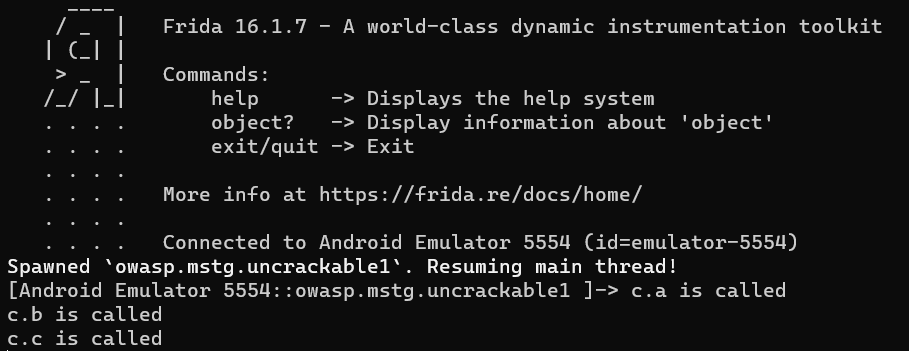 ____
    / _  |   Frida 16.1.7 - A world-class dynamic instrumentation toolkit
   | (_| |
    > _  |   Commands:
   /_/ |_|       help      -> Displays the help system
   . . . .       object?   -> Display information about 'object'
   . . . .       exit/quit -> Exit
   . . . .
   . . . .   More info at https://frida.re/docs/home/
   . . . .
   . . . .   Connected to Android Emulator 5554 (id=emulator-5554)
Spawned `owasp.mstg.uncrackable1`. Resuming main thread!
[Android Emulator 5554::owasp.mstg.uncrackable1 ]-> c.a is called
c.b is called
c.c is called